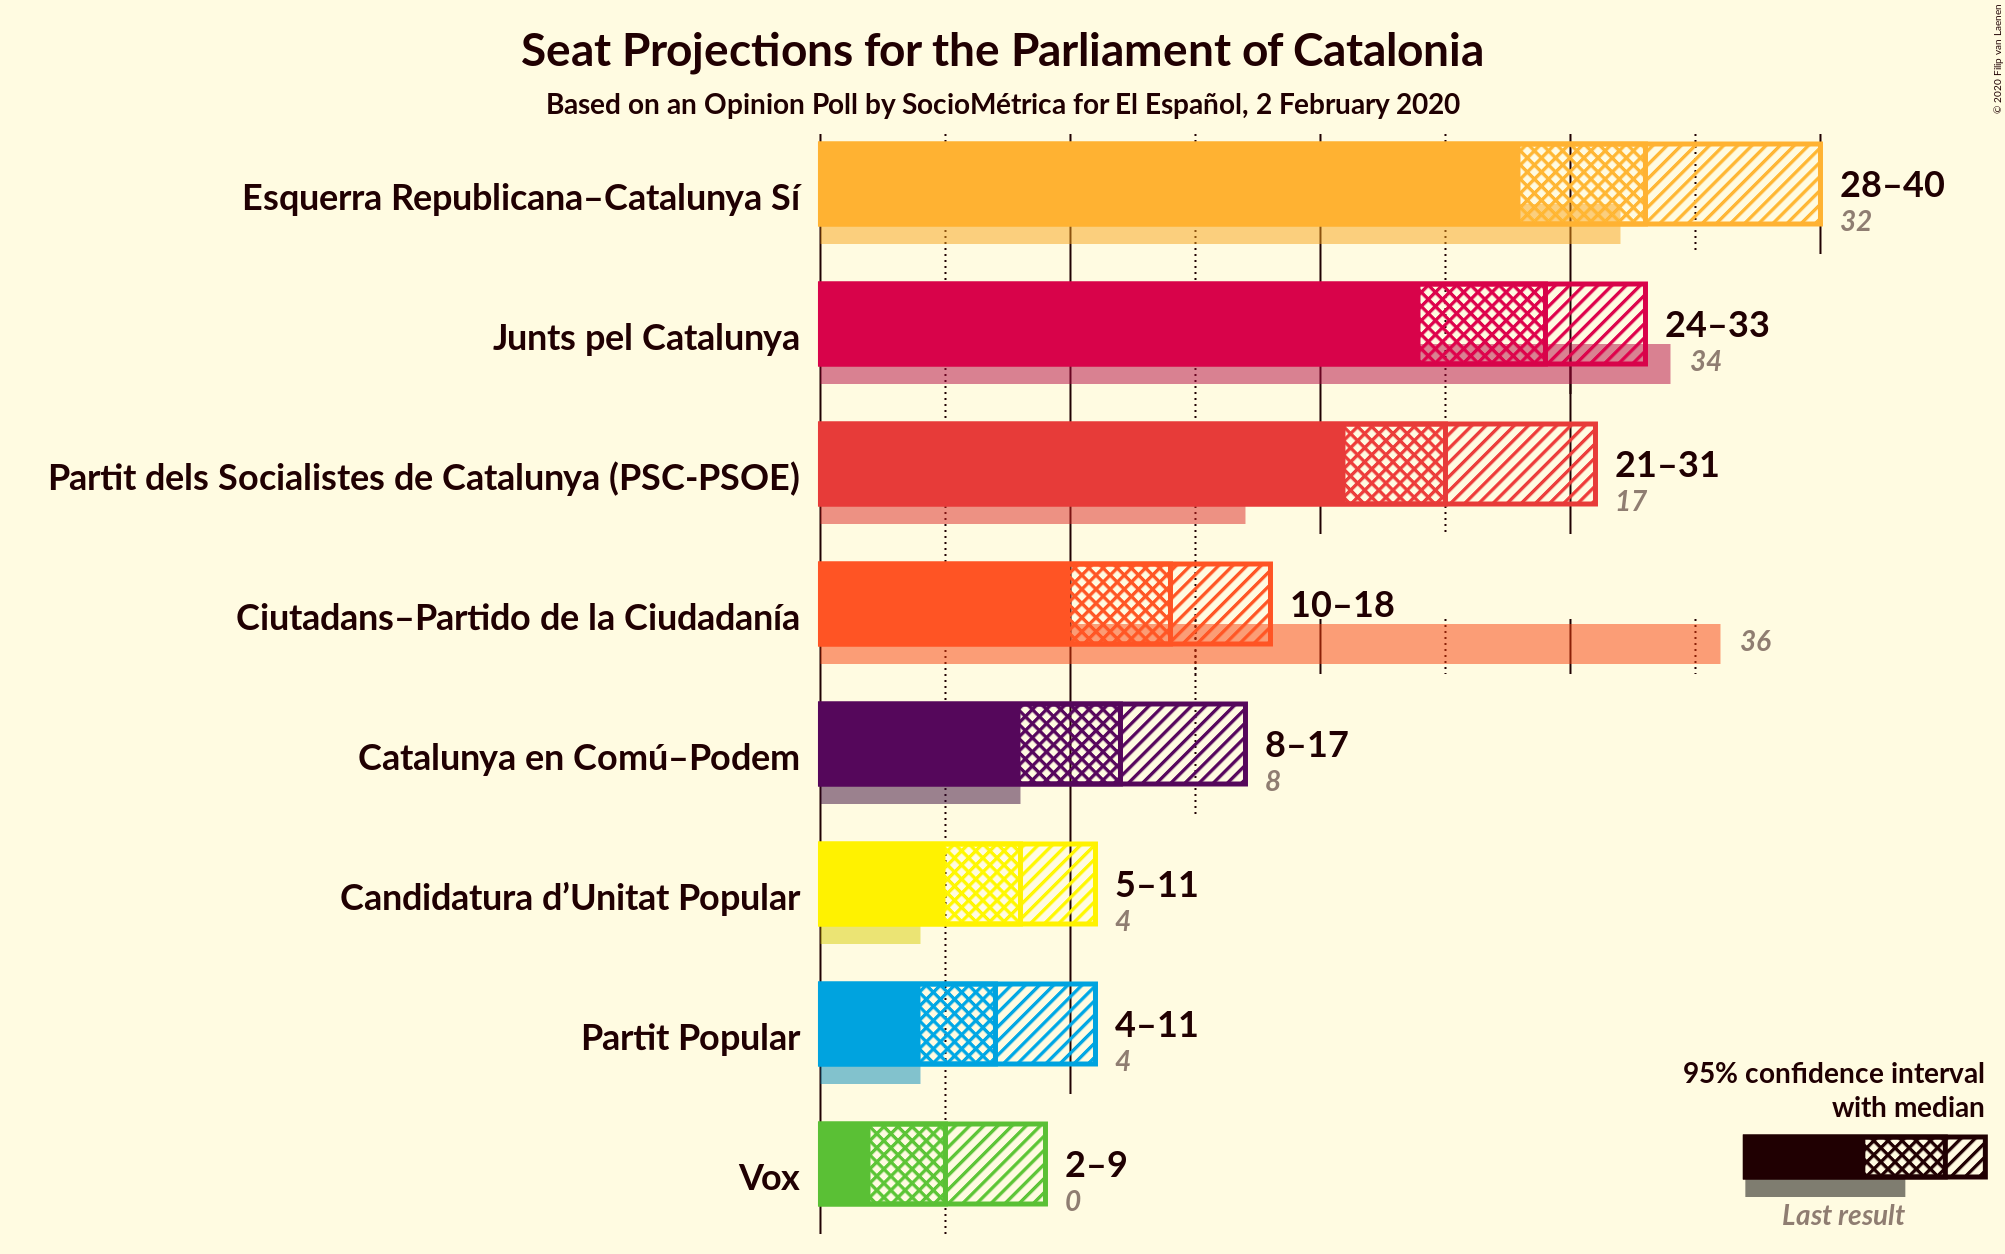 Seat Projections for the Parliament of Catalonia
Based on an Opinion Poll by SocioMétrica for El Español, 2 February 2020
© 2020 Filip van Laenen
Esquerra Republicana–Catalunya Sí
28–40
32
Junts pel Catalunya
24–33
34
Partit dels Socialistes de Catalunya (PSC-PSOE)
21–31
17
Ciutadans–Partido de la Ciudadanía
10–18
36
Catalunya en Comú–Podem
8–17
8
Candidatura d’Unitat Popular
5–11
4
Partit Popular
4–11
4
Vox
2–9
0
95% confidence interval
with median
Last result